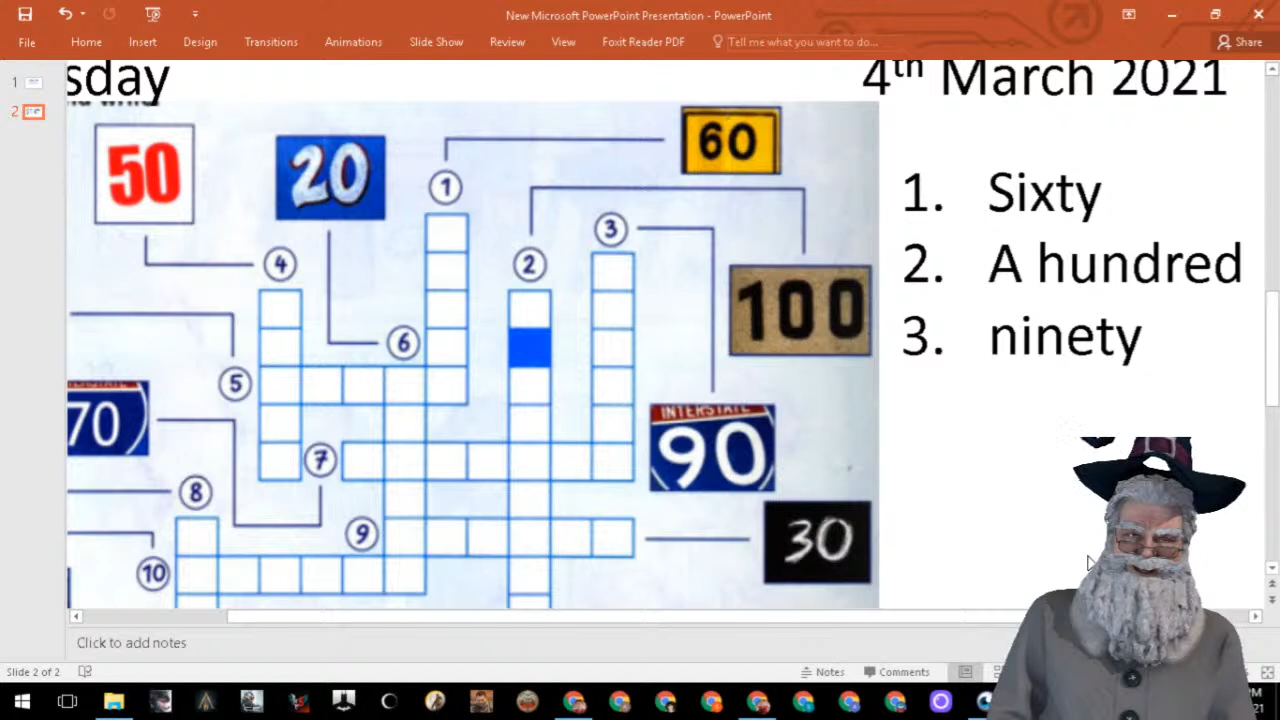 New Microsoft PowerPoint Presentation - PowerPoint
File Home Insert Design Transitions Animations Slide Show Review View Foxit Reader PDF Tell me what you want to do... Share
1
2
sday
4th March 2021
50
20
60
1
3
2
4
100
6
5
70
INTERSTATE
90
7
8
9
30
10
1. Sixty
2. A hundred
3. ninety
Click to add notes
Slide 2 of 2 Notes Comments